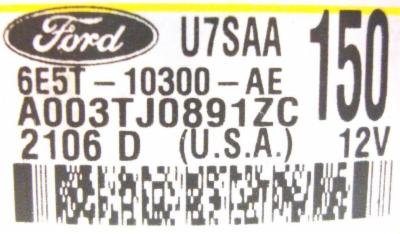 Ford U7SAA 150
6E5T-10300-AE
A003TJ0891ZC
2106 D (U.S.A.) 12V